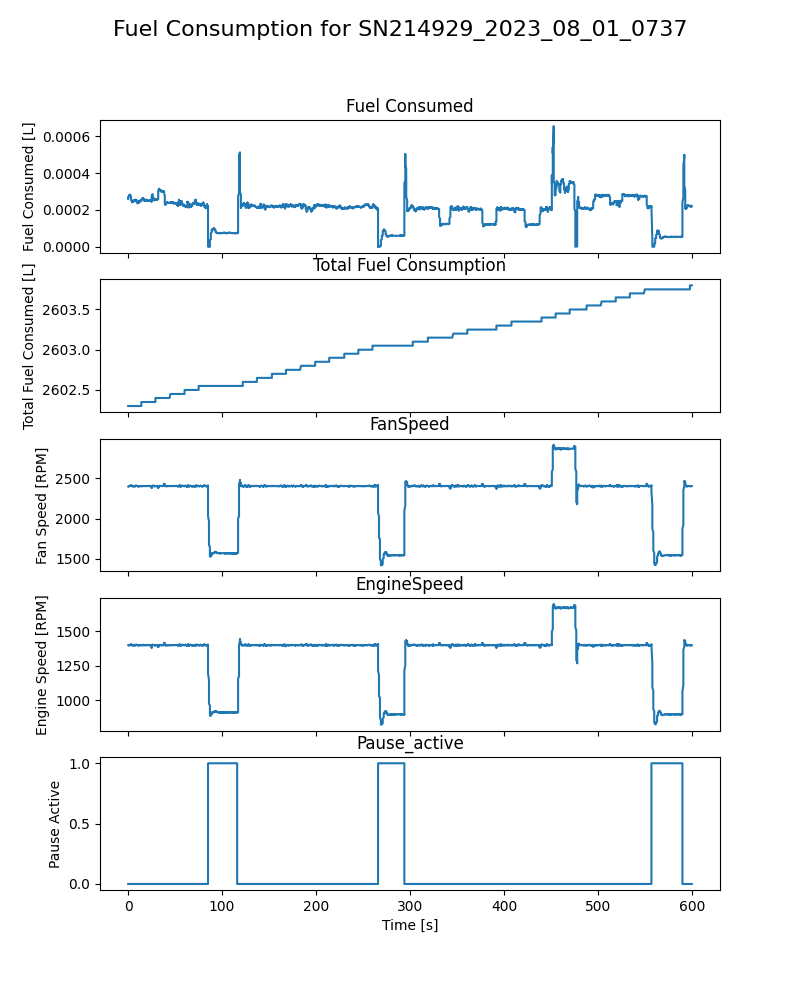 Fuel Consumption for SN214929_2023_08_01_0737
Fuel Consumed
Fuel Consumed [L]
0.0006
0.0004
0.0002
0.0000
Total Fuel Consumption
Total Fuel Consumed [L]
2603.5
2603.0
2602.5
FanSpeed
Fan Speed [RPM]
2500
2000
1500
EngineSpeed
Engine Speed [RPM]
1500
1250
1000
Pause_active
Pause Active
1.0
0.5
0.0
0 100 200 300 400 500 600
Time [s]